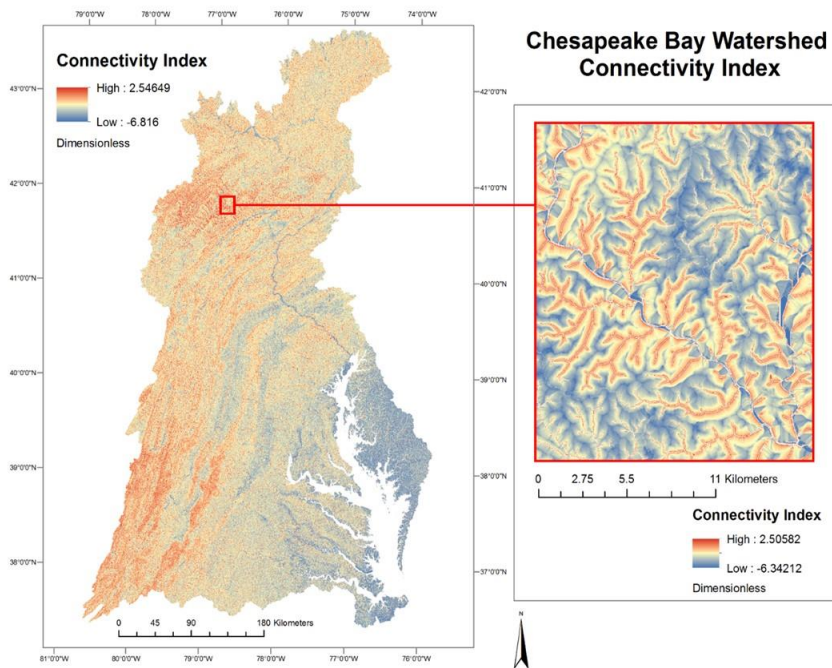 79°0'0"W 78°0'0"W 77°0'0"W 76°0'0"W 75°0'0"W
Connectivity Index
High : 2.54649
Low : -6.816
Dimensionless
43°0'0"N
42°0'0"N
41°0'0"N
40°0'0"N
39°0'0"N
38°0'0"N
42°0'0"N
41°0'0"N
40°0'0"N
39°0'0"N
38°0'0"N
37°0'0"N
0 45 90 180 Kilometers
81°0'0"W 80°0'0"W 79°0'0"W 78°0'0"W 77°0'0"W 76°0'0"W
Chesapeake Bay Watershed
Connectivity Index
0 2.75 5.5 11 Kilometers
Connectivity Index
High : 2.50582
Low : -6.34212
Dimensionless
N